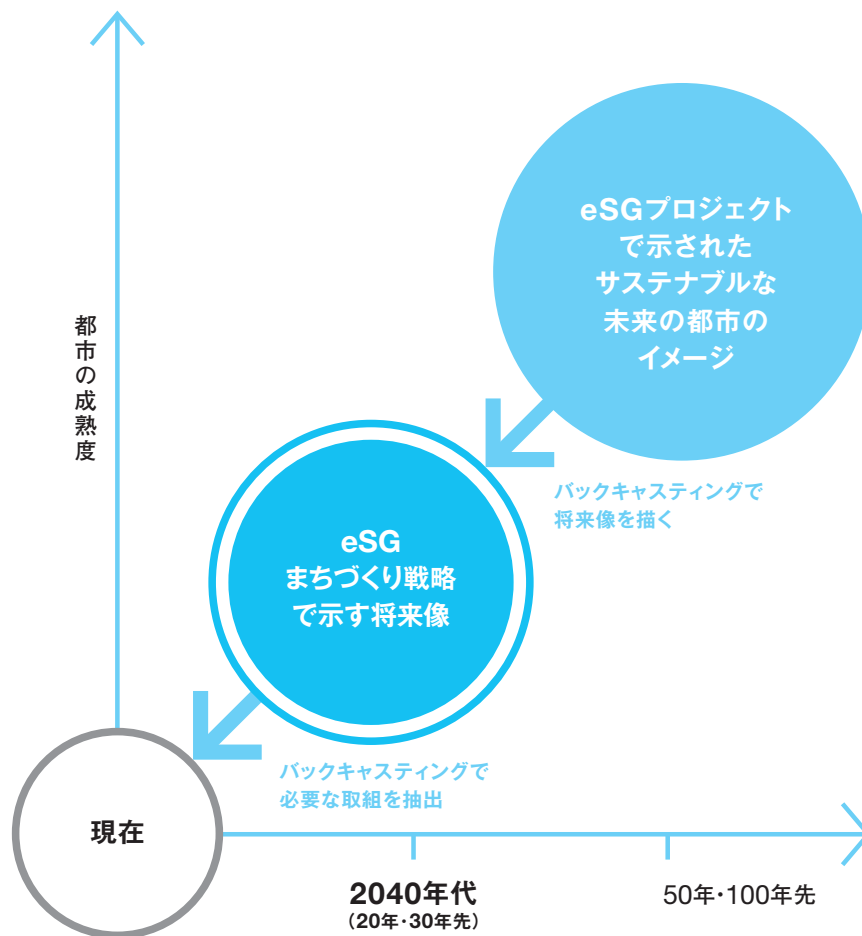 eSGプロジェクト
で示された
サステナブルな
未来の都市の
イメージ
都市の成熟度
バックキャスティングで
将来像を描く
eSG
まちづくり戦略
で示す将来像
バックキャスティングで
必要な取組を抽出
現在
2040年代
（20年・30年先）
50年・100年先